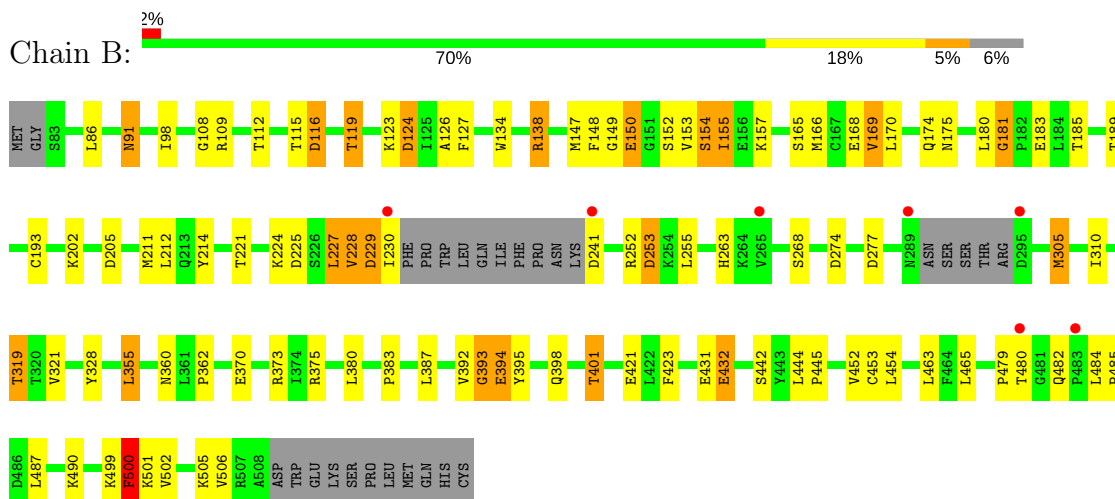 2%
Chain B:
70% 18% 5% 6%
MET GLY S83 L86 N91 I98 G108 R109 T112 T115 D116 T119 K123 D124 I125 A126 F127 W134 R138 M147 F148 G149 E150 G151 S152 V153 S154 I155 E156 K157 S165 M166 C167 E168 V169 L170 Q174 N175 L180 G181 P182 E183 L184 T185
C193 K202 D205 M211 L212 Q213 Y214 T221 K224 D225 S226 L227 V228 D229 I230 PHE PRO TRP LEU GLN ILE PHE PRO ASN LYS D241 R252 D253 K254 L255 H263 K264 V265 S268 D274 D277 N289 ASN SER SER THR ARG D295 M305 I310
T319 T320 V321 Y328 L355 N360 L361 P362 E370 R373 I374 R375 L380 P383 L387 V392 G393 E394 Y395 Q398 T401 E421 L422 F423 E431 E432 S442 Y443 L444 P445 V452 C453 L454 L463 F464 L465 P479 T480 G481 Q482 P483 L484
D486 L487 K490 K499 F500 K501 V502 K505 V506 R507 A508 ASP TRP GLU LYS SER PRO LEU MET GLN HIS CYS